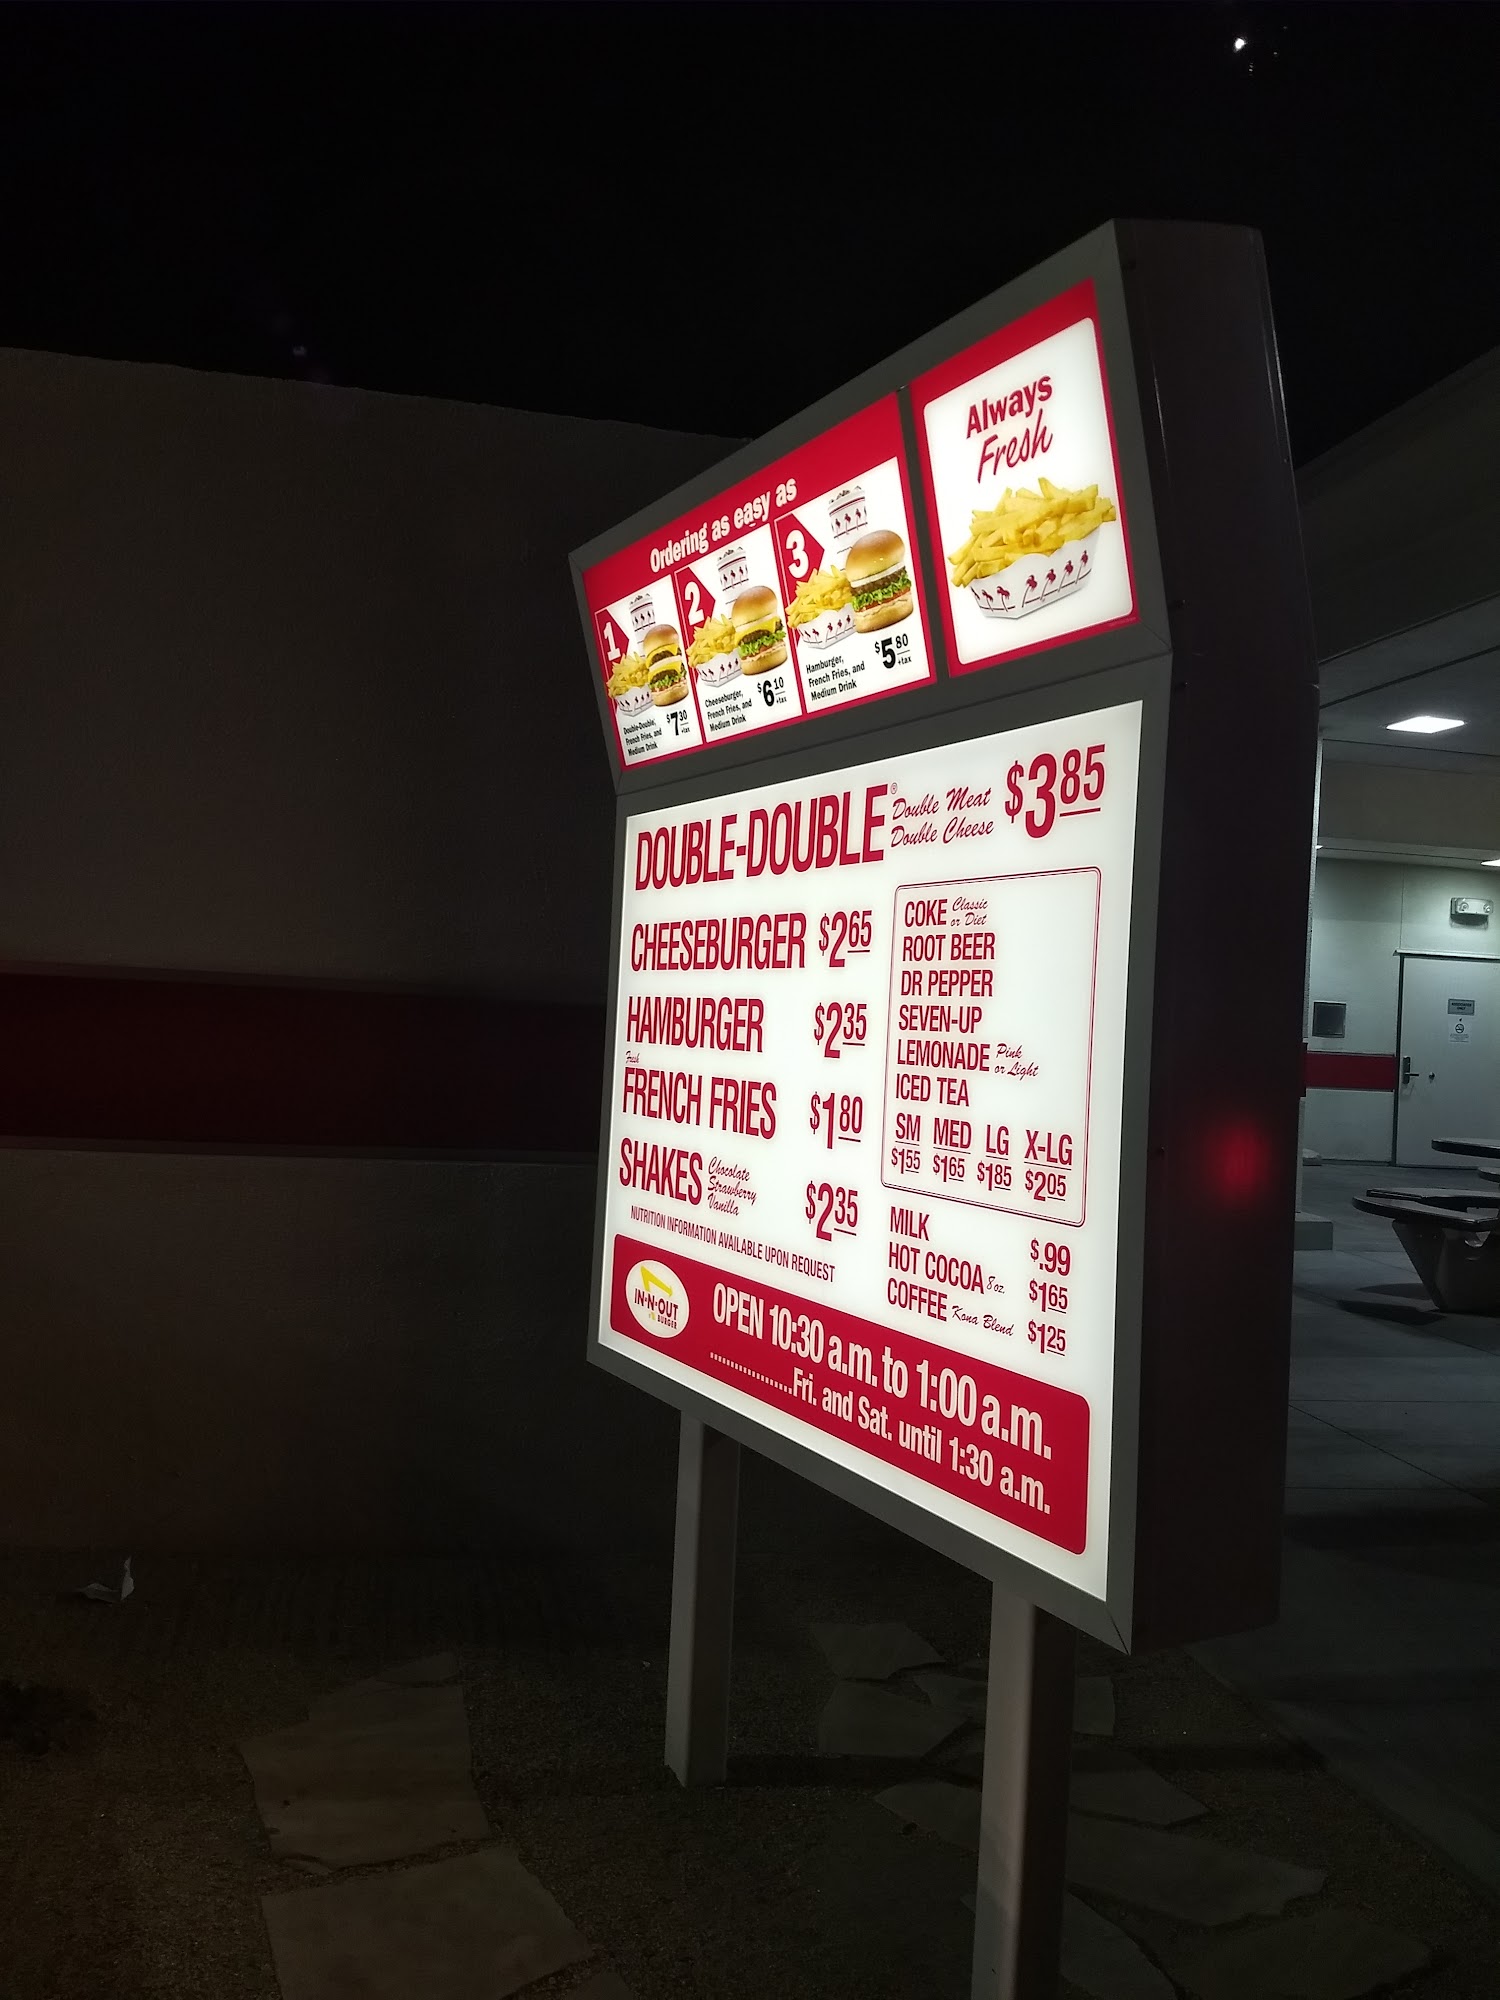 Ordering as easy as
1
Double-Double,
French Fries, and
Medium Drink
$7 30
+tax
2
Cheeseburger,
French Fries, and
Medium Drink
$6 10
+tax
3
Hamburger,
French Fries, and
Medium Drink
$5 80
+tax
Always
Fresh
DOUBLE-DOUBLE® Double Meat
Double Cheese
$3 85
CHEESEBURGER $2 65
HAMBURGER $2 35
Fresh
FRENCH FRIES $1 80
SHAKES Chocolate
Strawberry
Vanilla
$2 35
NUTRITION INFORMATION AVAILABLE UPON REQUEST
COKE Classic
or Diet
ROOT BEER
DR PEPPER
SEVEN-UP
LEMONADE Pink
or Light
ICED TEA
SM MED LG X-LG
$1 55 $1 65 $1 85 $2 05
MILK $.99
HOT COCOA 8 oz. $1 65
COFFEE Kona Blend $1 25
IN-N-OUT
BURGER
OPEN 10:30 a.m. to 1:00 a.m.
.................Fri. and Sat. until 1:30 a.m.